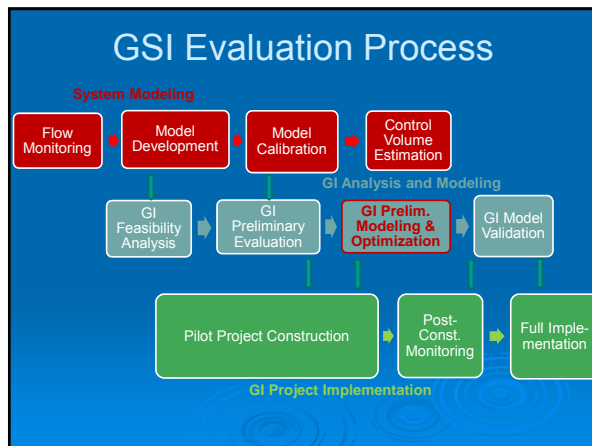 GSI Evaluation Process
System Modeling
Flow
Monitoring
Model
Development
Model
Calibration
Control
Volume
Estimation
GI Analysis and Modeling
GI
Feasibility
Analysis
GI
Preliminary
Evaluation
GI Prelim.
Modeling &
Optimization
GI Model
Validation
Pilot Project Construction
Post-
Const.
Monitoring
Full Imple-
mentation
GI Project Implementation